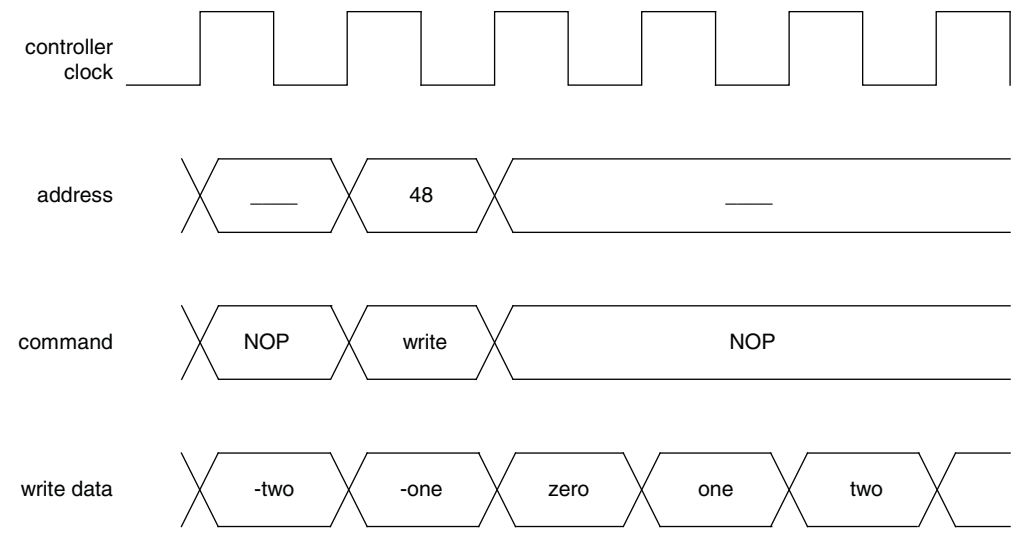 controller
clock
address
____ 48 ____
command
NOP write NOP
write data
-two -one zero one two